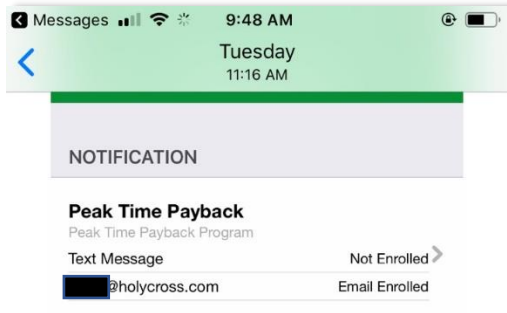 Messages 9:48 AM
Tuesday
11:16 AM
NOTIFICATION
Peak Time Payback
Peak Time Payback Program
Text Message Not Enrolled
@holycross.com Email Enrolled